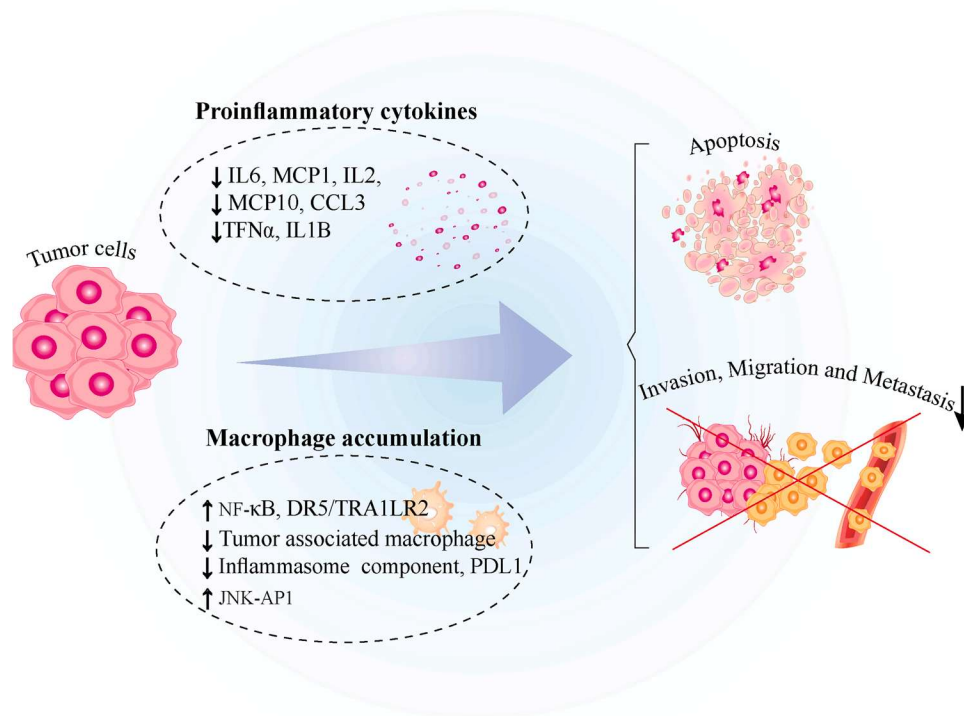 Proinflammatory cytokines
↓ IL6, MCP1, IL2,
↓ MCP10, CCL3
↓TFNα, IL1B
Tumor cells
Apoptosis
Invasion, Migration and Metastasis ↓
Macrophage accumulation
↑ NF-κB, DR5/TRA1LR2
↓ Tumor associated macrophage
↓ Inflammasome component, PDL1
↑ JNK-AP1